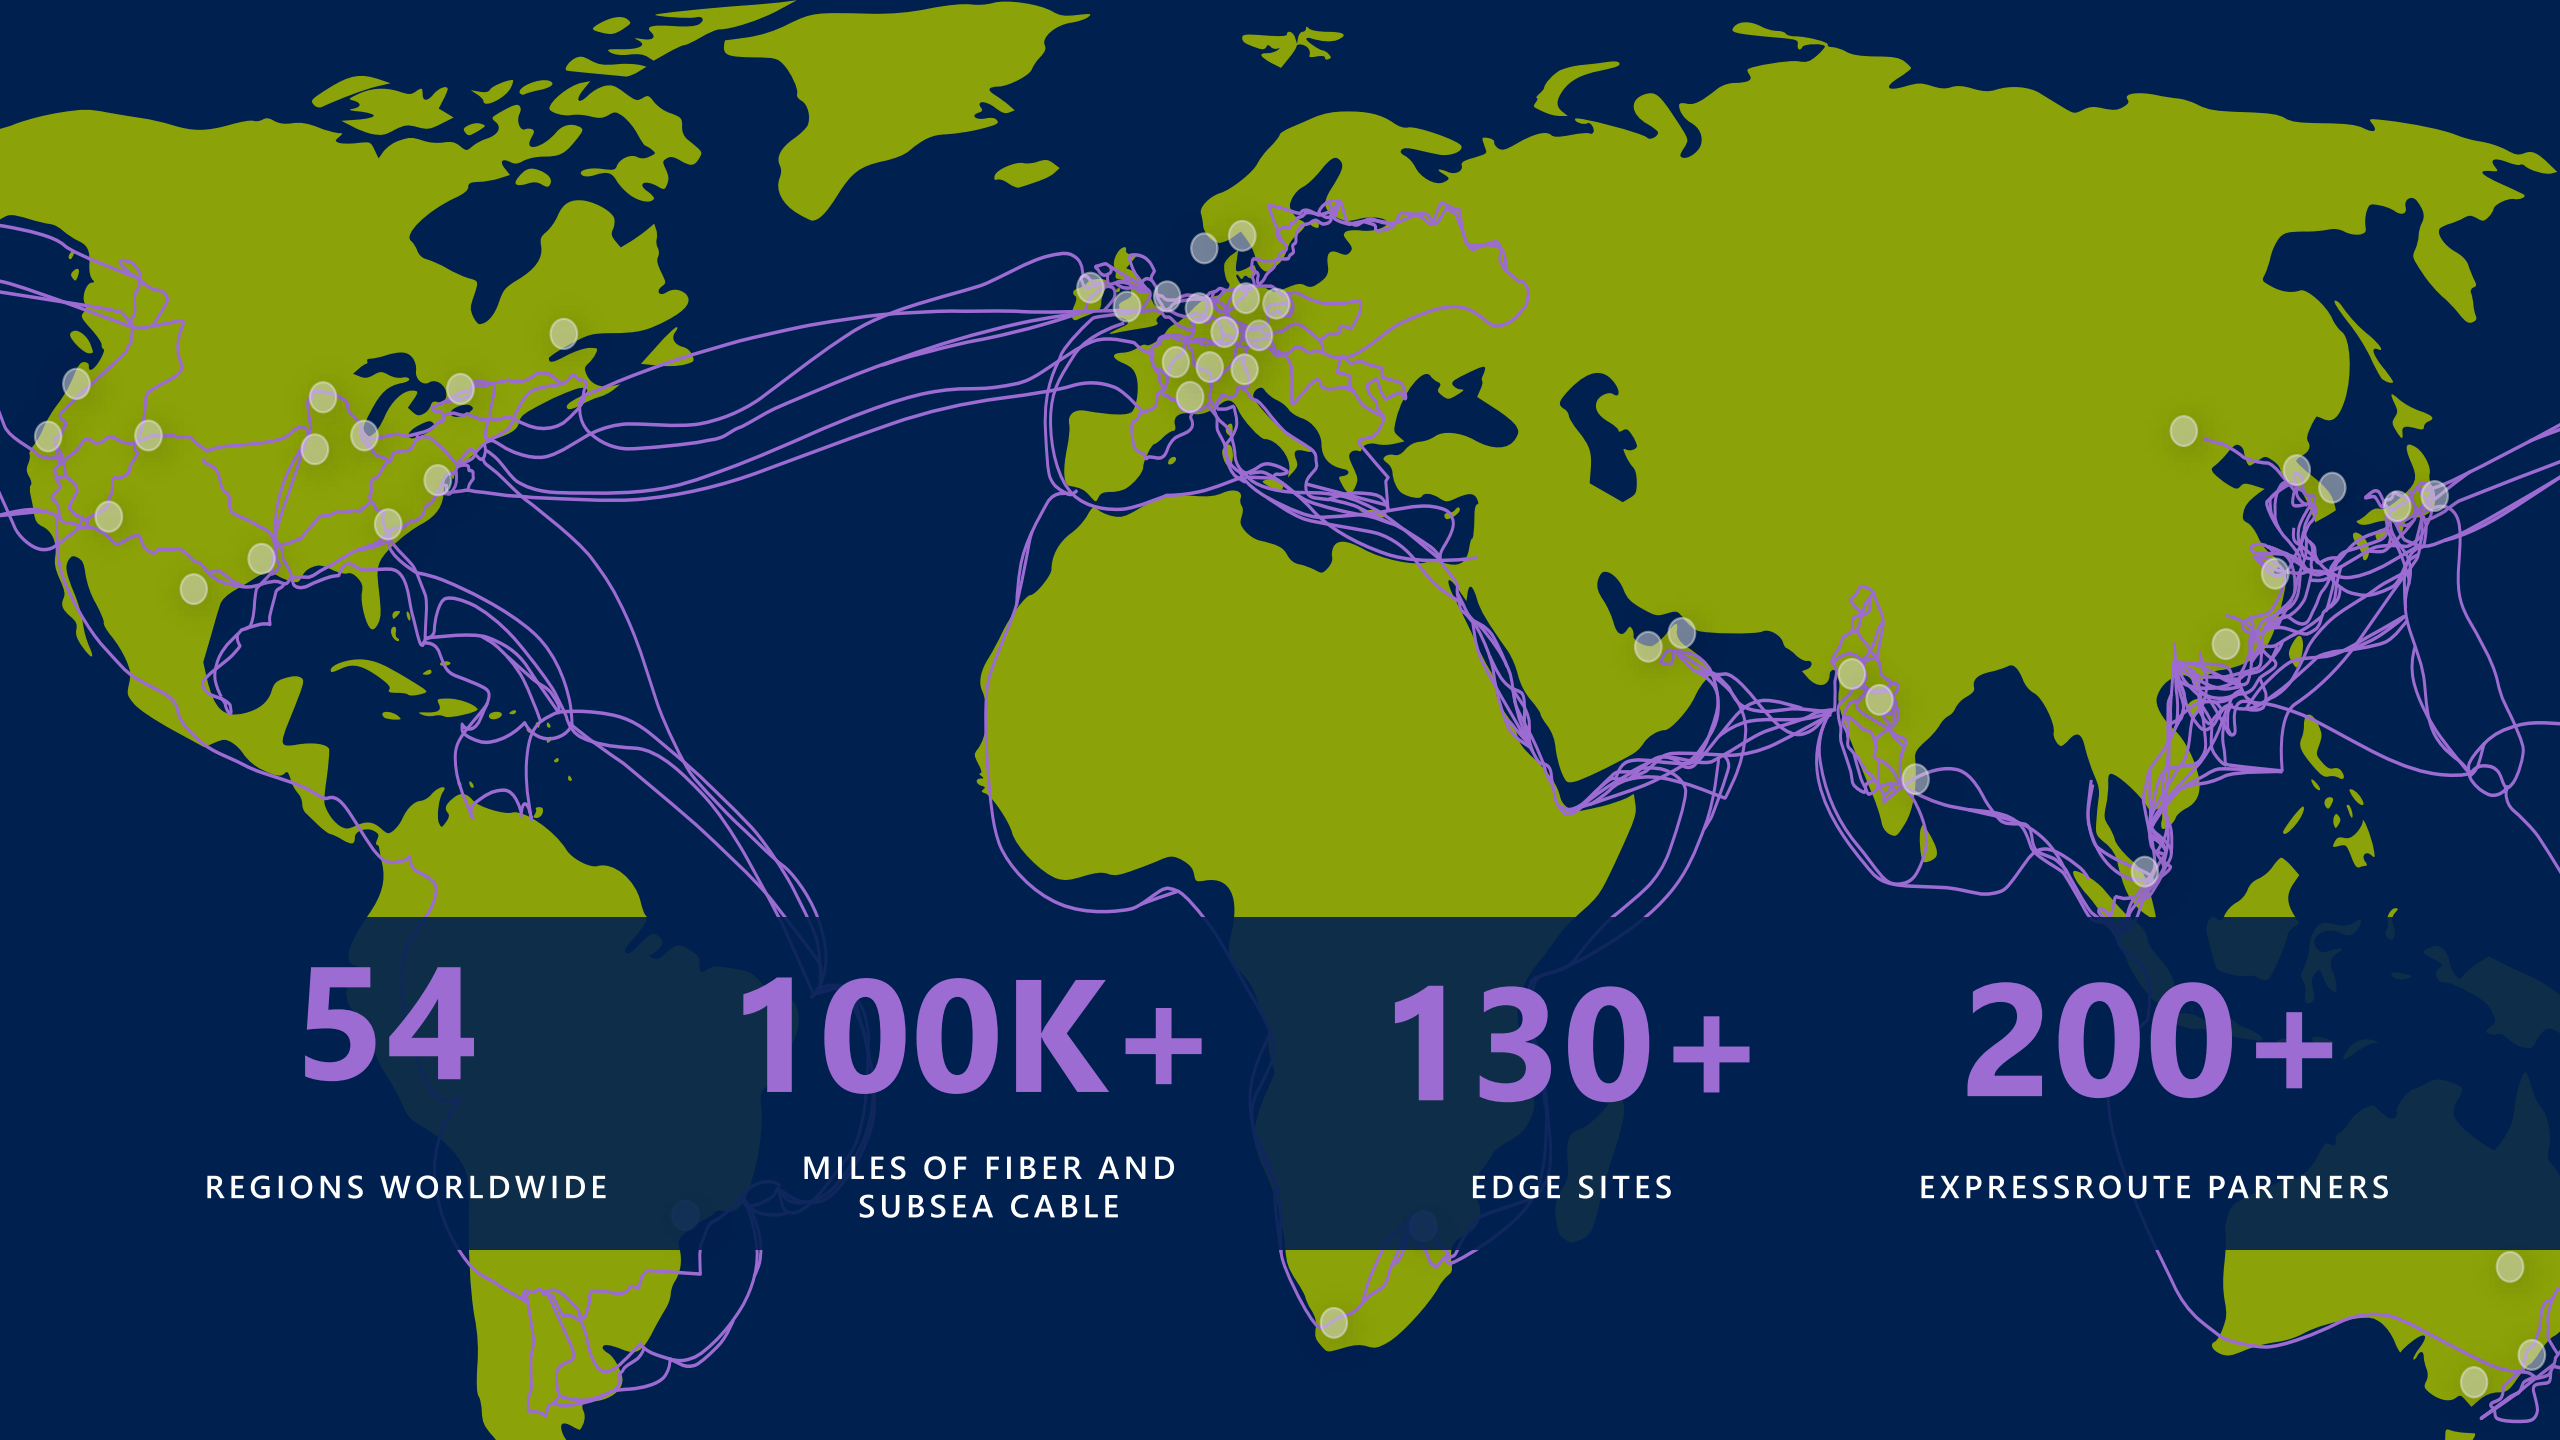 54
REGIONS WORLDWIDE
100K+
MILES OF FIBER AND
SUBSEA CABLE
130+
EDGE SITES
200+
EXPRESSROUTE PARTNERS